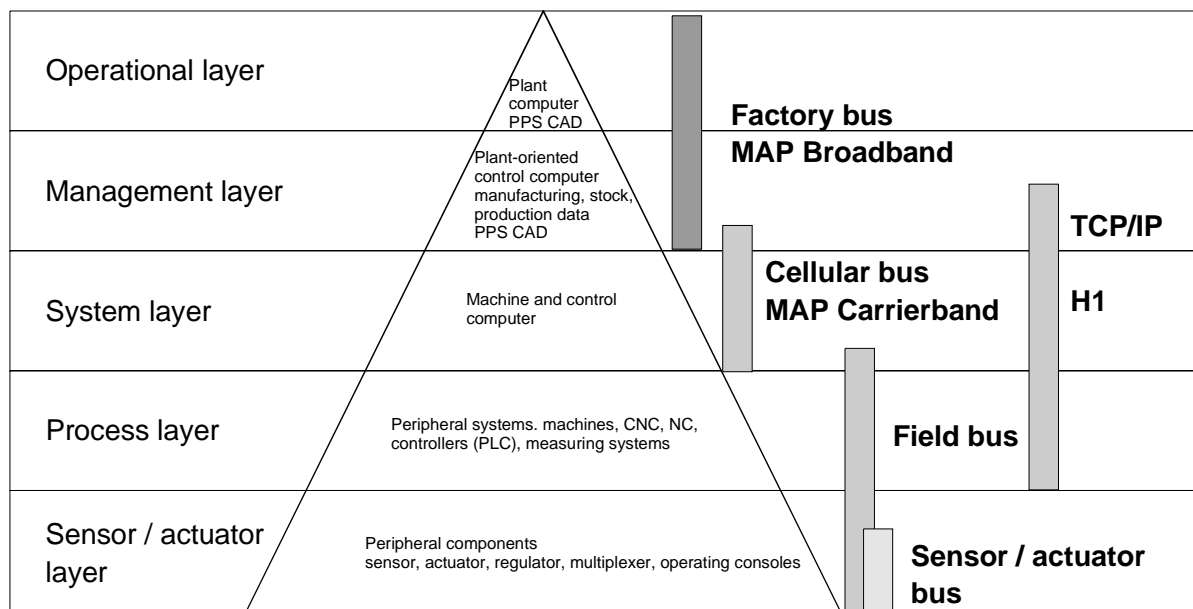 Operational layer
Plant
computer
PPS CAD
Factory bus
MAP Broadband
Management layer
Plant-oriented
control computer
manufacturing, stock,
production data
PPS CAD
TCP/IP
System layer
Machine and control
computer
Cellular bus
MAP Carrierband
H1
Process layer
Peripheral systems. machines, CNC, NC,
controllers (PLC), measuring systems
Field bus
Sensor / actuator
layer
Peripheral components
sensor, actuator, regulator, multiplexer, operating consoles
Sensor / actuator
bus